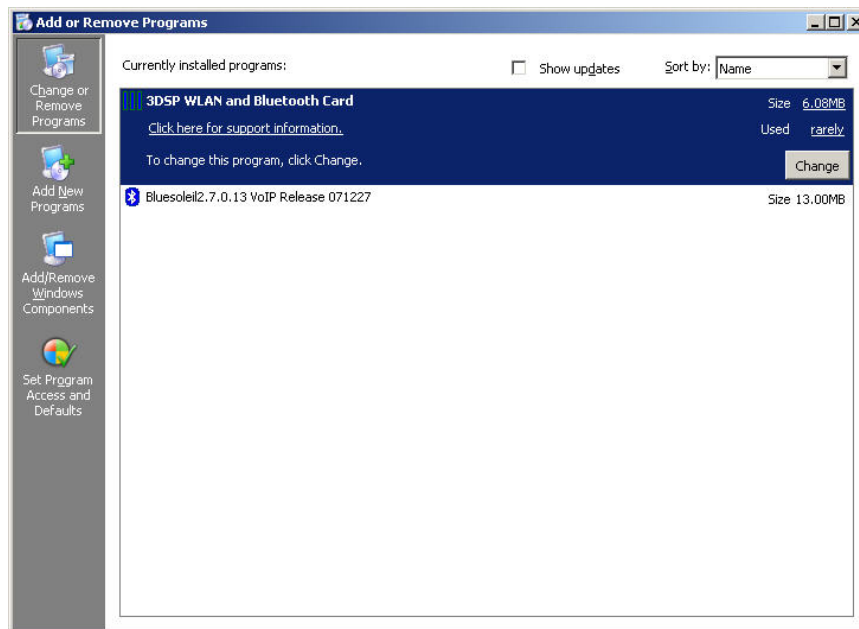 Add or Remove Programs
Change or
Remove
Programs
Add New
Programs
Add/Remove
Windows
Components
Set Program
Access and
Defaults
Currently installed programs:
Show updates
Sort by: Name
3DSP WLAN and Bluetooth Card
Size 6.08MB
Click here for support information.
Used rarely
To change this program, click Change.
Change
Bluesoleil2.7.0.13 VoIP Release 071227
Size 13.00MB